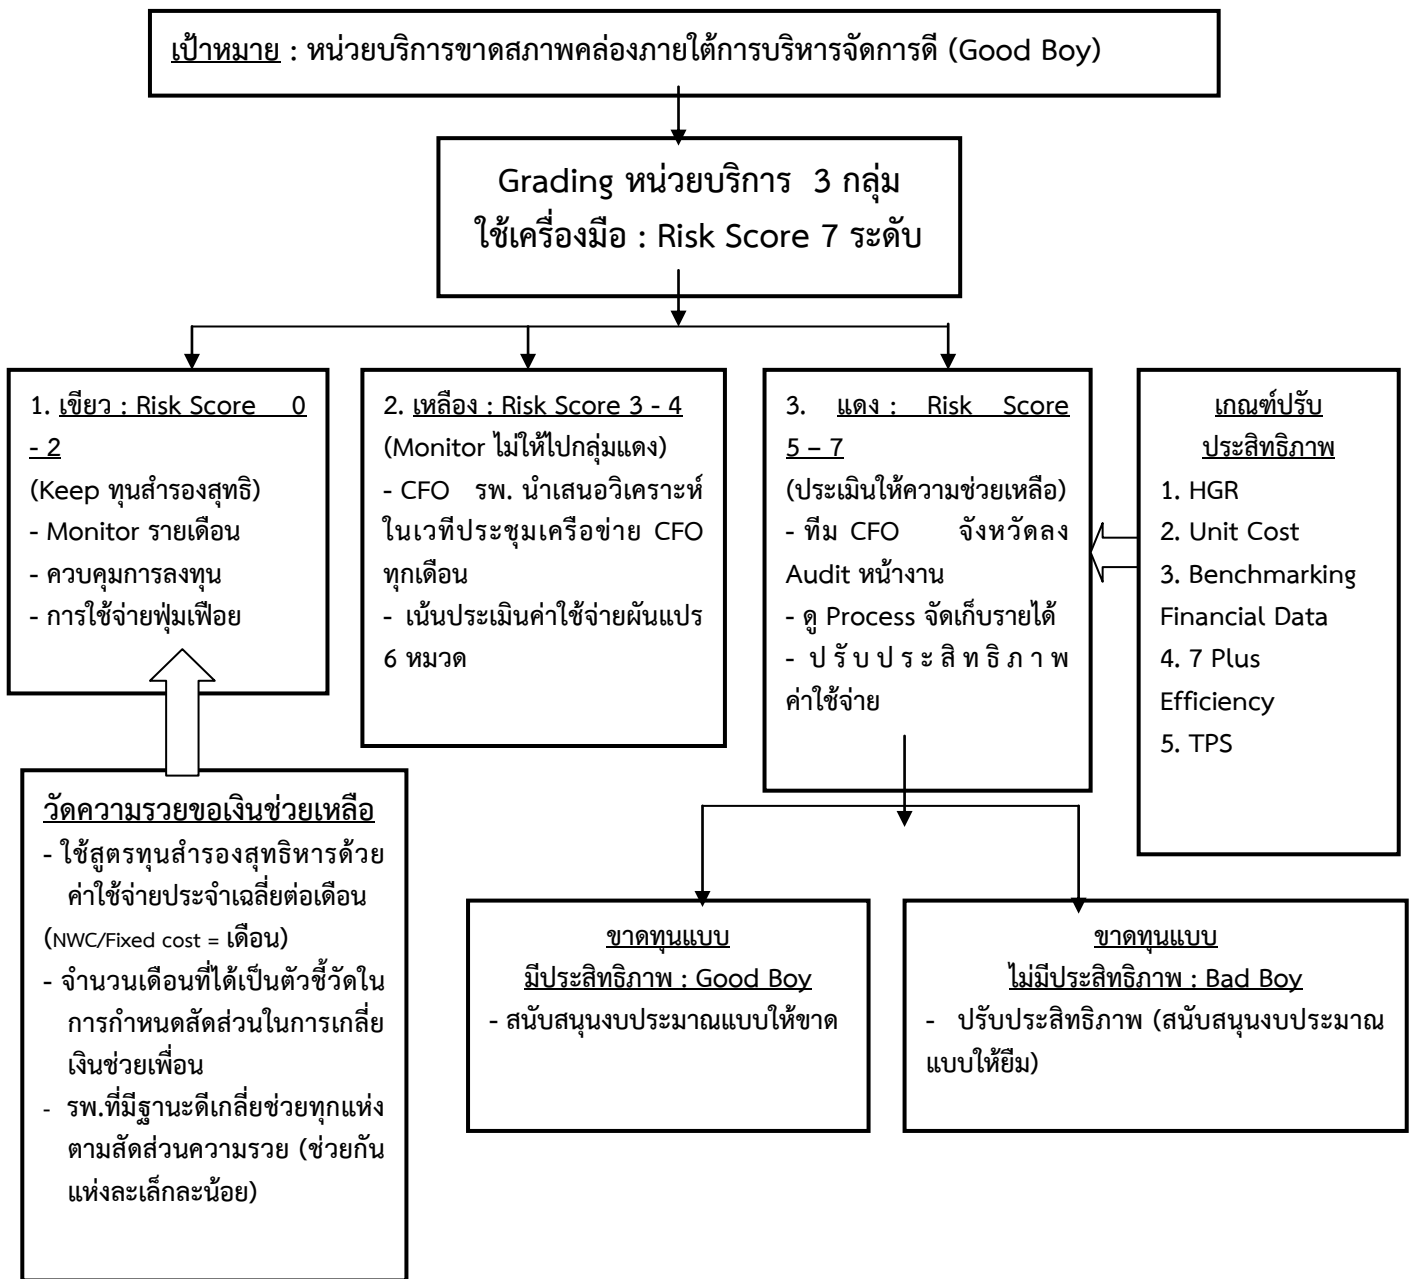 เป้าหมาย : หน่วยบริการขาดสภาพคล่องภายใต้การบริหารจัดการดี (Good Boy)
Grading หน่วยบริการ 3 กลุ่ม
ใช้เครื่องมือ : Risk Score 7 ระดับ
1. เขียว : Risk Score 0
- 2
(Keep ทุนสำรองสุทธิ)
- Monitor รายเดือน
- ควบคุมการลงทุน
- การใช้จ่ายฟุ่มเฟือย
2. เหลือง : Risk Score 3 - 4
(Monitor ไม่ให้ไปกลุ่มแดง)
- CFO รพ. นำเสนอวิเคราะห์
ในเวทีประชุมเครือข่าย CFO
ทุกเดือน
- เน้นประเมินค่าใช้จ่ายผันแปร
6 หมวด
3. แดง : Risk Score
5 – 7
(ประเมินให้ความช่วยเหลือ)
- ทีม CFO จังหวัดลง
Audit หน้างาน
- ดู Process จัดเก็บรายได้
- ปรับประสิทธิภาพ
ค่าใช้จ่าย
เกณฑ์ปรับ
ประสิทธิภาพ
1. HGR
2. Unit Cost
3. Benchmarking
Financial Data
4. 7 Plus
Efficiency
5. TPS
วัดความรวยขอเงินช่วยเหลือ
- ใช้สูตรทุนสำรองสุทธิหารด้วย
ค่าใช้จ่ายประจำเฉลี่ยต่อเดือน
(NWC/Fixed cost = เดือน)
- จำนวนเดือนที่ได้เป็นตัวชี้วัดใน
การกำหนดสัดส่วนในการเกลี่ย
เงินช่วยเพื่อน
- รพ.ที่มีฐานะดีเกลี่ยช่วยทุกแห่ง
ตามสัดส่วนความรวย (ช่วยกัน
แห่งละเล็กละน้อย)
ขาดทุนแบบ
มีประสิทธิภาพ : Good Boy
- สนับสนุนงบประมาณแบบให้ขาด
ขาดทุนแบบ
ไม่มีประสิทธิภาพ : Bad Boy
- ปรับประสิทธิภาพ (สนับสนุนงบประมาณ
แบบให้ยืม)